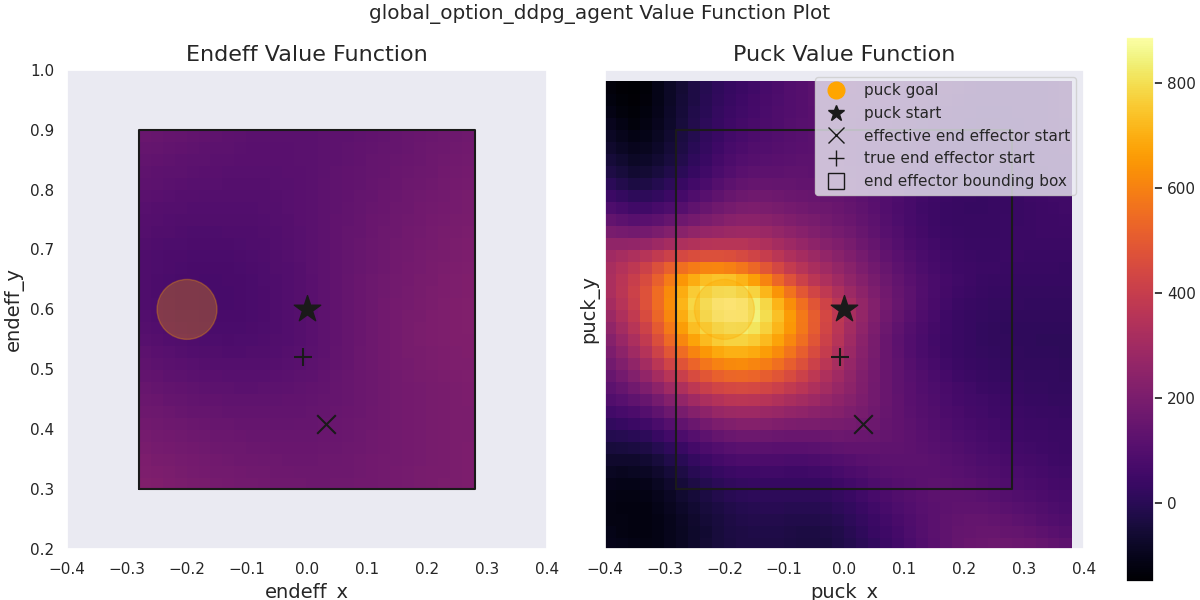 global_option_ddpg_agent Value Function Plot
Endeff Value Function
1.0
0.9
0.8
0.7
0.6
0.5
0.4
0.3
0.2
endeff_y
−0.4 −0.3 −0.2 −0.1 0.0 0.1 0.2 0.3 0.4
endeff_x
Puck Value Function
puck goal
puck start
effective end effector start
true end effector start
end effector bounding box
puck_y
−0.4 −0.3 −0.2 −0.1 0.0 0.1 0.2 0.3 0.4
puck_x
800
600
400
200
0